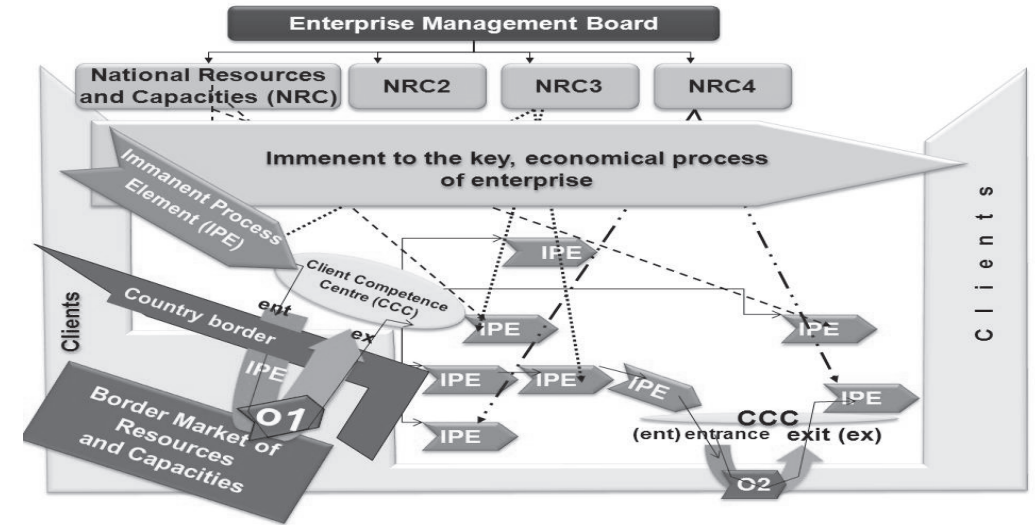 Enterprise Management Board
National Resources
and Capacities (NRC)
NRC2
NRC3
NRC4
Immenent to the key, economical process
of enterprise
Immanent Process
Element (IPE)
Client Competence
Centre (CCC)
IPE
Country border
ent
ex
IPE
IPE
IPE
IPE
IPE
IPE
IPE
IPE
O1
Border Market of
Resources
and Capacities
CCC
(ent) entrance
exit (ex)
O2
Clients
Clients